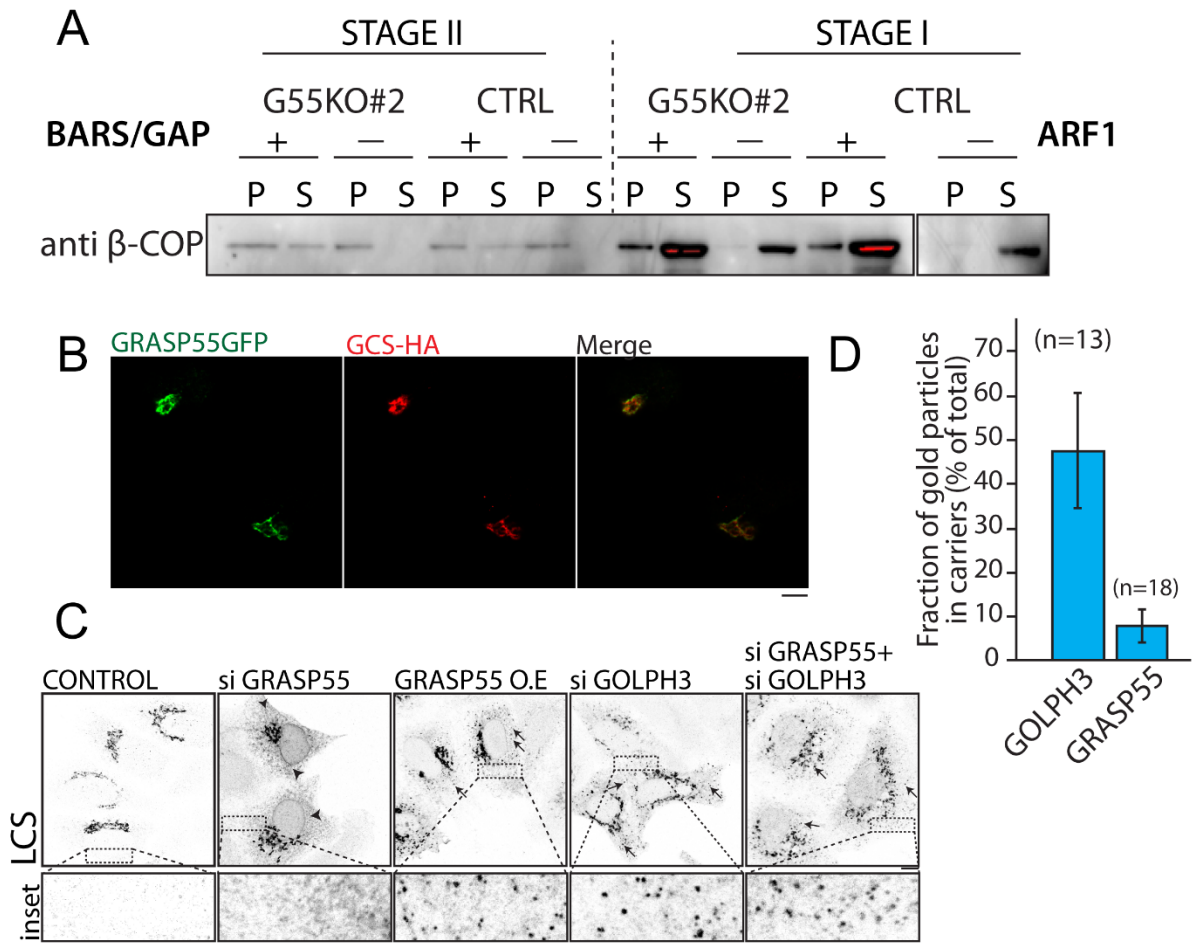 A
STAGE II STAGE I
G55KO#2 CTRL G55KO#2 CTRL
BARS/GAP + — + — + — + — ARF1
P S P S P S P S P S P S P S P S
anti β-COP
B
GRASP55GFP GCS-HA Merge
C
CONTROL si GRASP55 GRASP55 O.E si GOLPH3 si GRASP55+
si GOLPH3
LCS
inset
D
Fraction of gold particles
in carriers (% of total)
70
60
50
40
30
20
10
0
(n=13)
(n=18)
GOLPH3
GRASP55